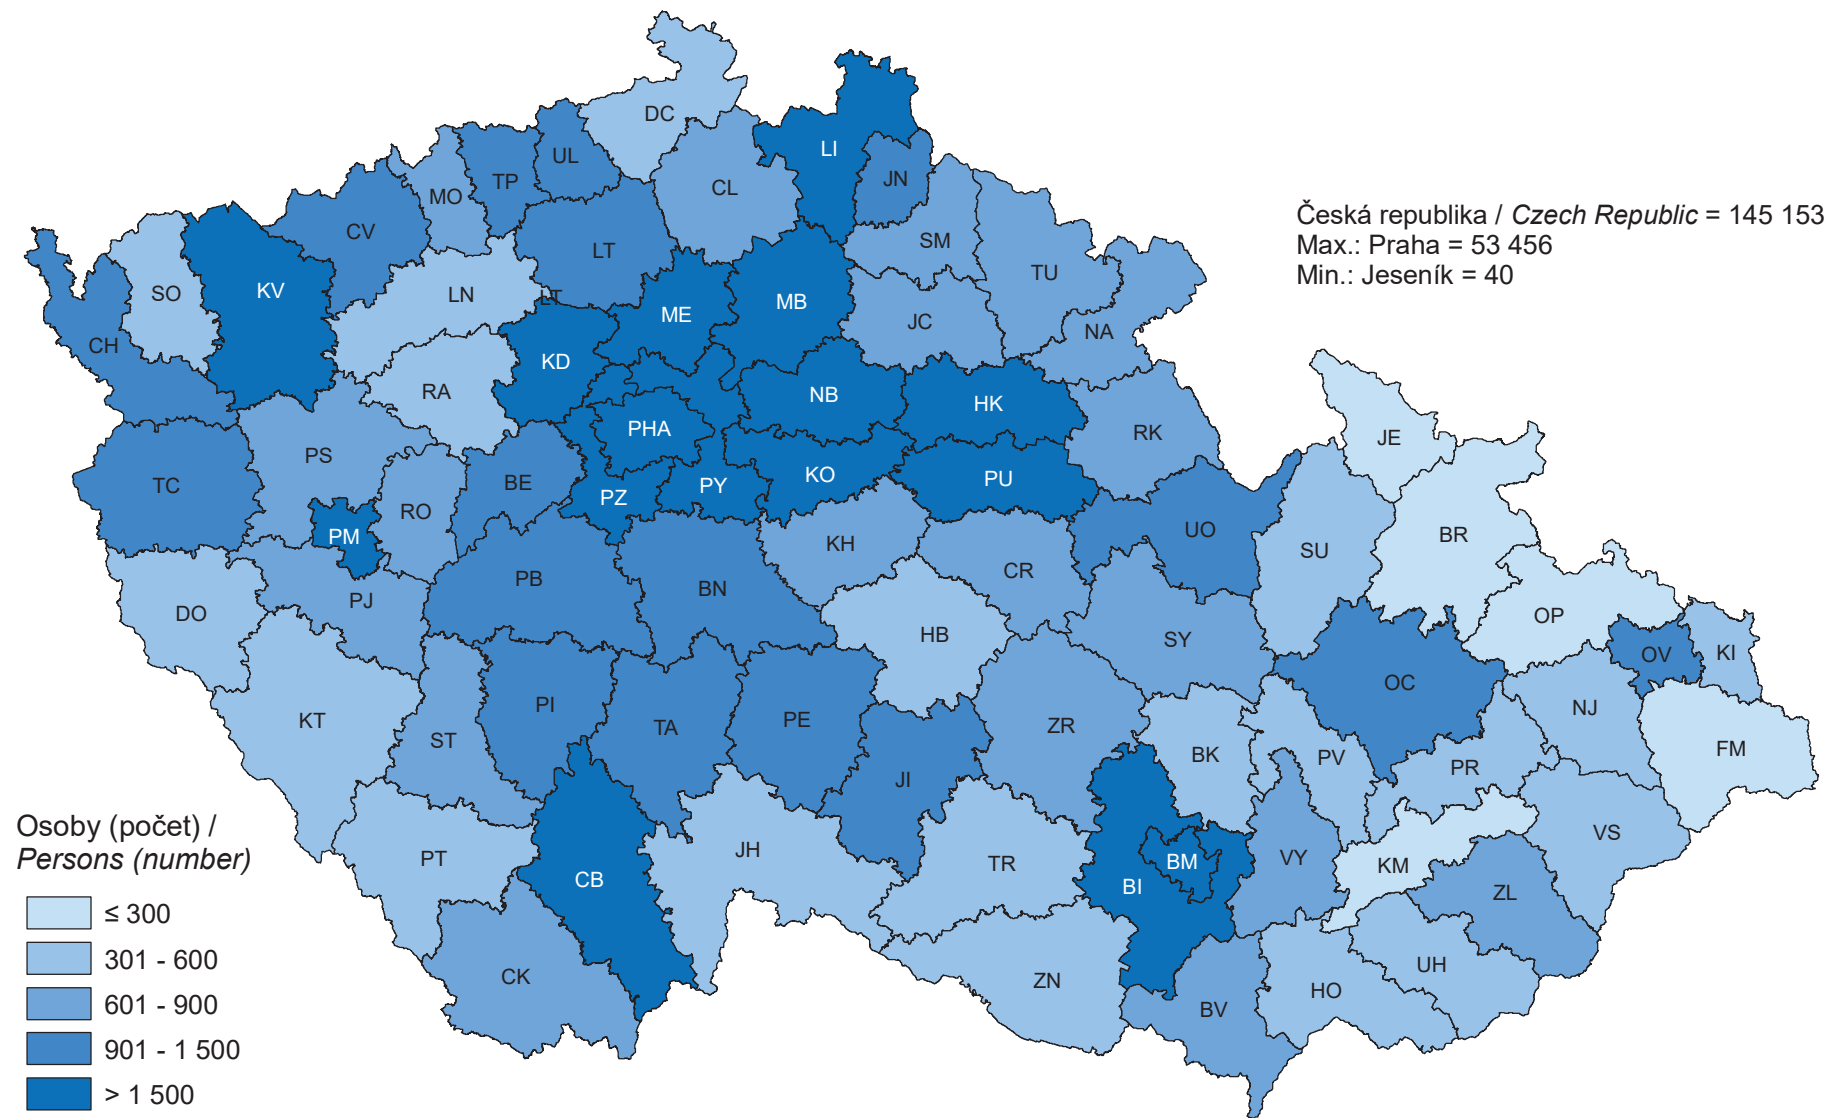 DC
LI
UL
JN
TP
CL
MO
CV
SM
LT
TU
SO
KV
LN
LT
MB
ME
JC
NA
CH
KD
RA
NB
HK
PHA
RK
JE
PS
TC
BE
PZ
PY
KO
PU
RO
PM
UO
BR
SU
KH
CR
PB
BN
PJ
DO
HB
SY
OP
OV
KI
OC
KT
PI
TA
PE
ZR
NJ
ST
BK
PV
FM
PR
JI
VS
PT
JH
TR
VY
BM
KM
CB
BI
ZL
CK
ZN
UH
HO
BV
Česká republika / Czech Republic = 145 153
Max.: Praha = 53 456
Min.: Jeseník = 40
Osoby (počet) /
Persons (number)
≤ 300
301 - 600
601 - 900
901 - 1 500
> 1 500